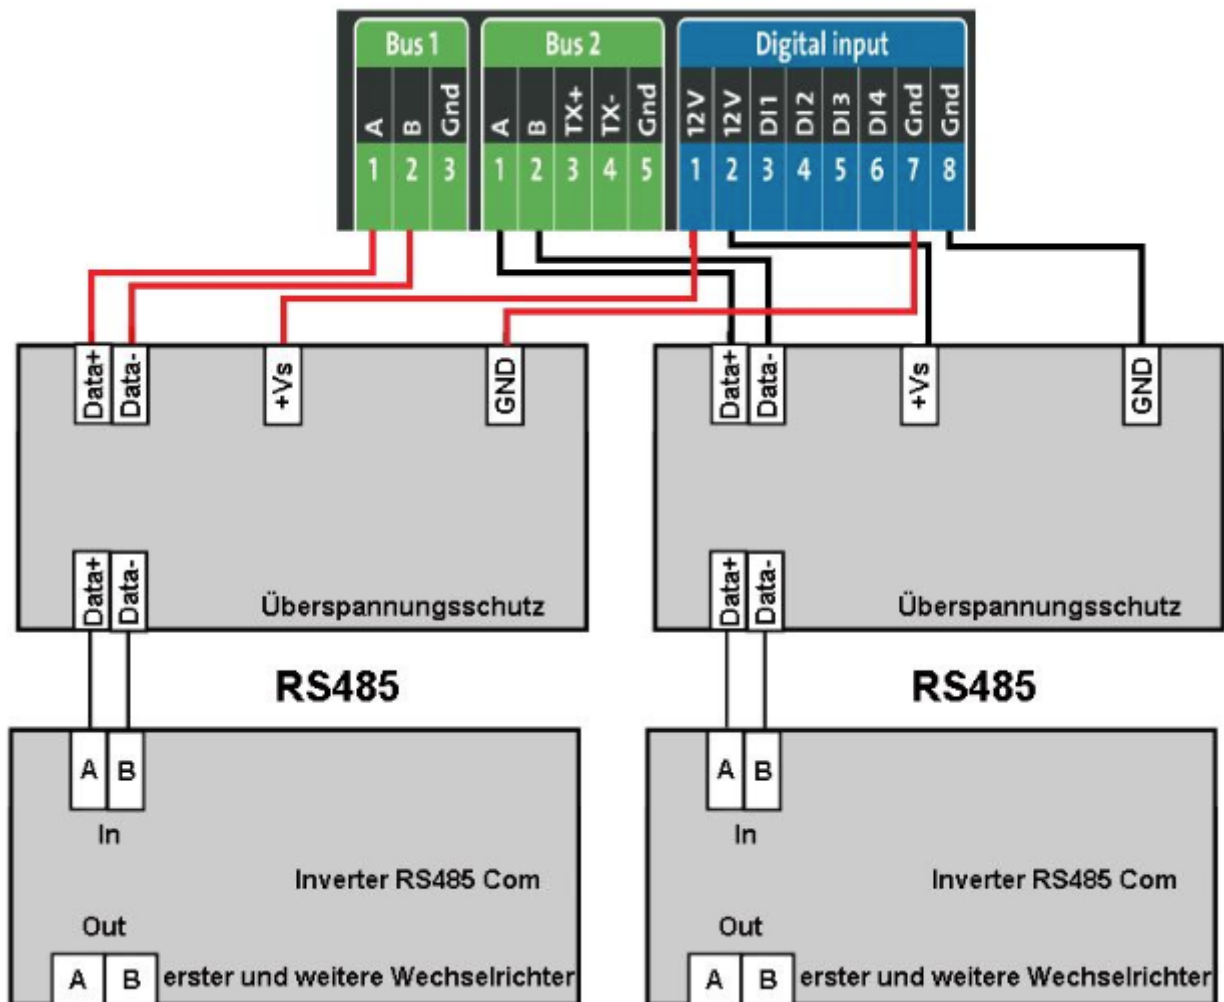 Bus 1 Bus 2 Digital input
A B Gnd A B TX+ TX- Gnd 12V 12V DI1 DI2 DI3 DI4 Gnd Gnd
1 2 3 1 2 3 4 5 1 2 3 4 5 6 7 8
Data+ Data- +Vs GND Data+ Data- +Vs GND
Data+ Data- Data+ Data-
Überspannungsschutz Überspannungsschutz
RS485 RS485
A B A B
In In
Inverter RS485 Com Inverter RS485 Com
Out Out
A B erster und weitere Wechselrichter A B erster und weitere Wechselrichter